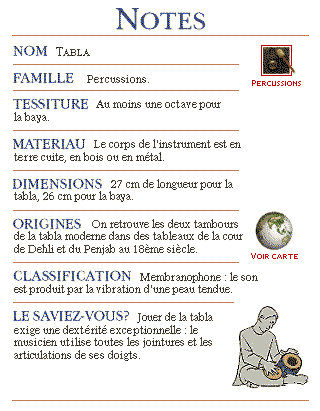 NOTES
NOM TABLA
FAMILLE Percussions.
PERCUSSIONS
TESSITURE Au moins une octave pour
la baya.
MATERIAU Le corps de l'instrument est en
terre cuite, en bois ou en métal.
DIMENSIONS 27 cm de longueur pour la
tabla, 26 cm pour la baya.
ORIGINES On retrouve les deux tambours
de la tabla moderne dans des tableaux de la cour
de Dehli et du Penjab au 18ème siècle.
VOIR CARTE
CLASSIFICATION Membranophone : le son
est produit par la vibration d'une peau tendue.
LE SAVIEZ-VOUS? Jouer de la tabla
exige une dextérité exceptionnelle : le
musicien utilise toutes les jointures et les
articulations de ses doigts.